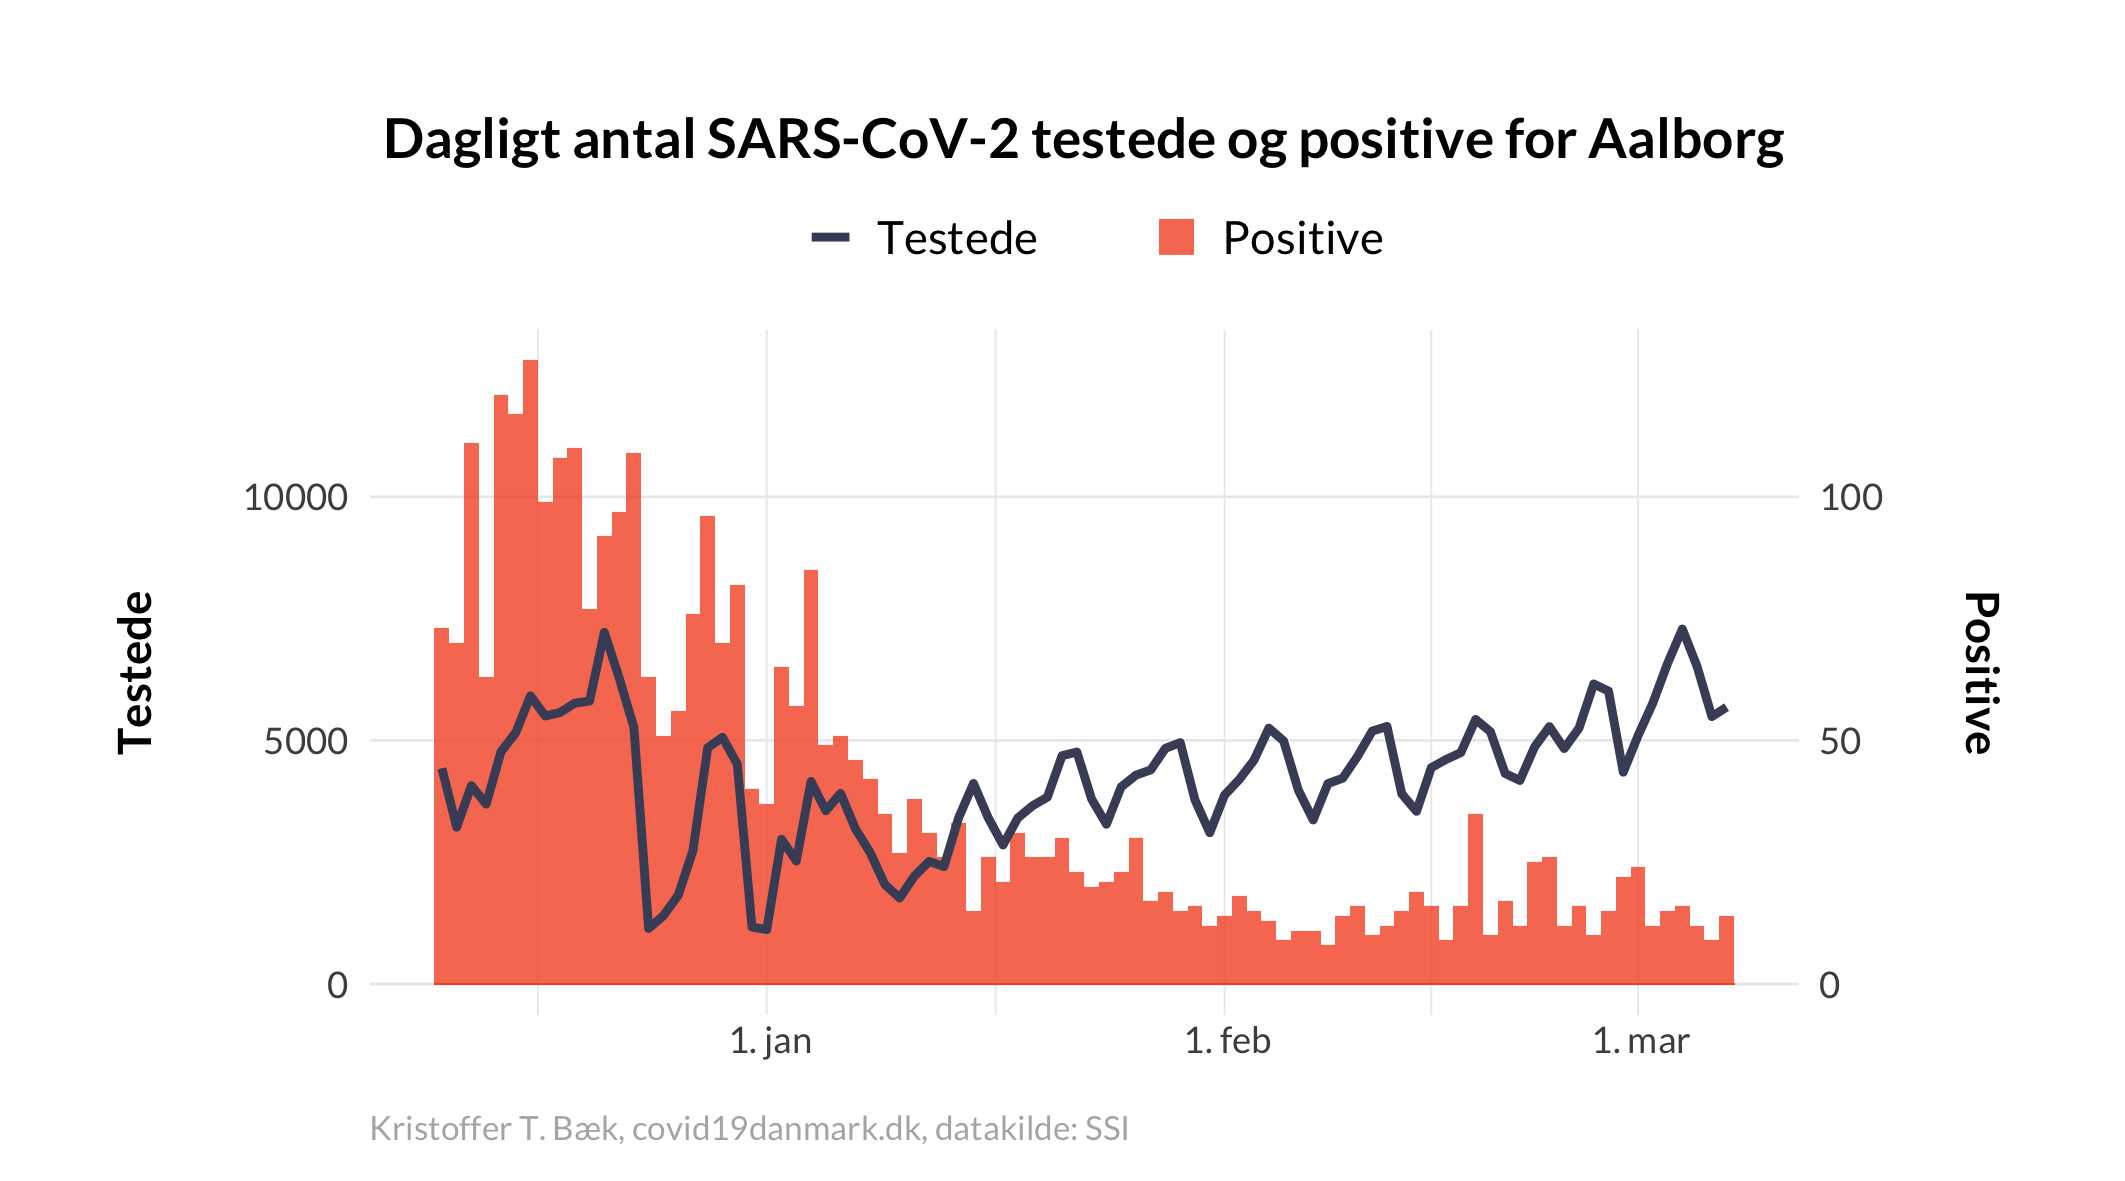 Dagligt antal SARS-CoV-2 testede og positive for Aalborg
Testede Positive
10000 100
Testede
Positive
5000 50
0 0
1. jan 1. feb 1. mar
Kristoffer T. Bæk, covid19danmark.dk, datakilde: SSI